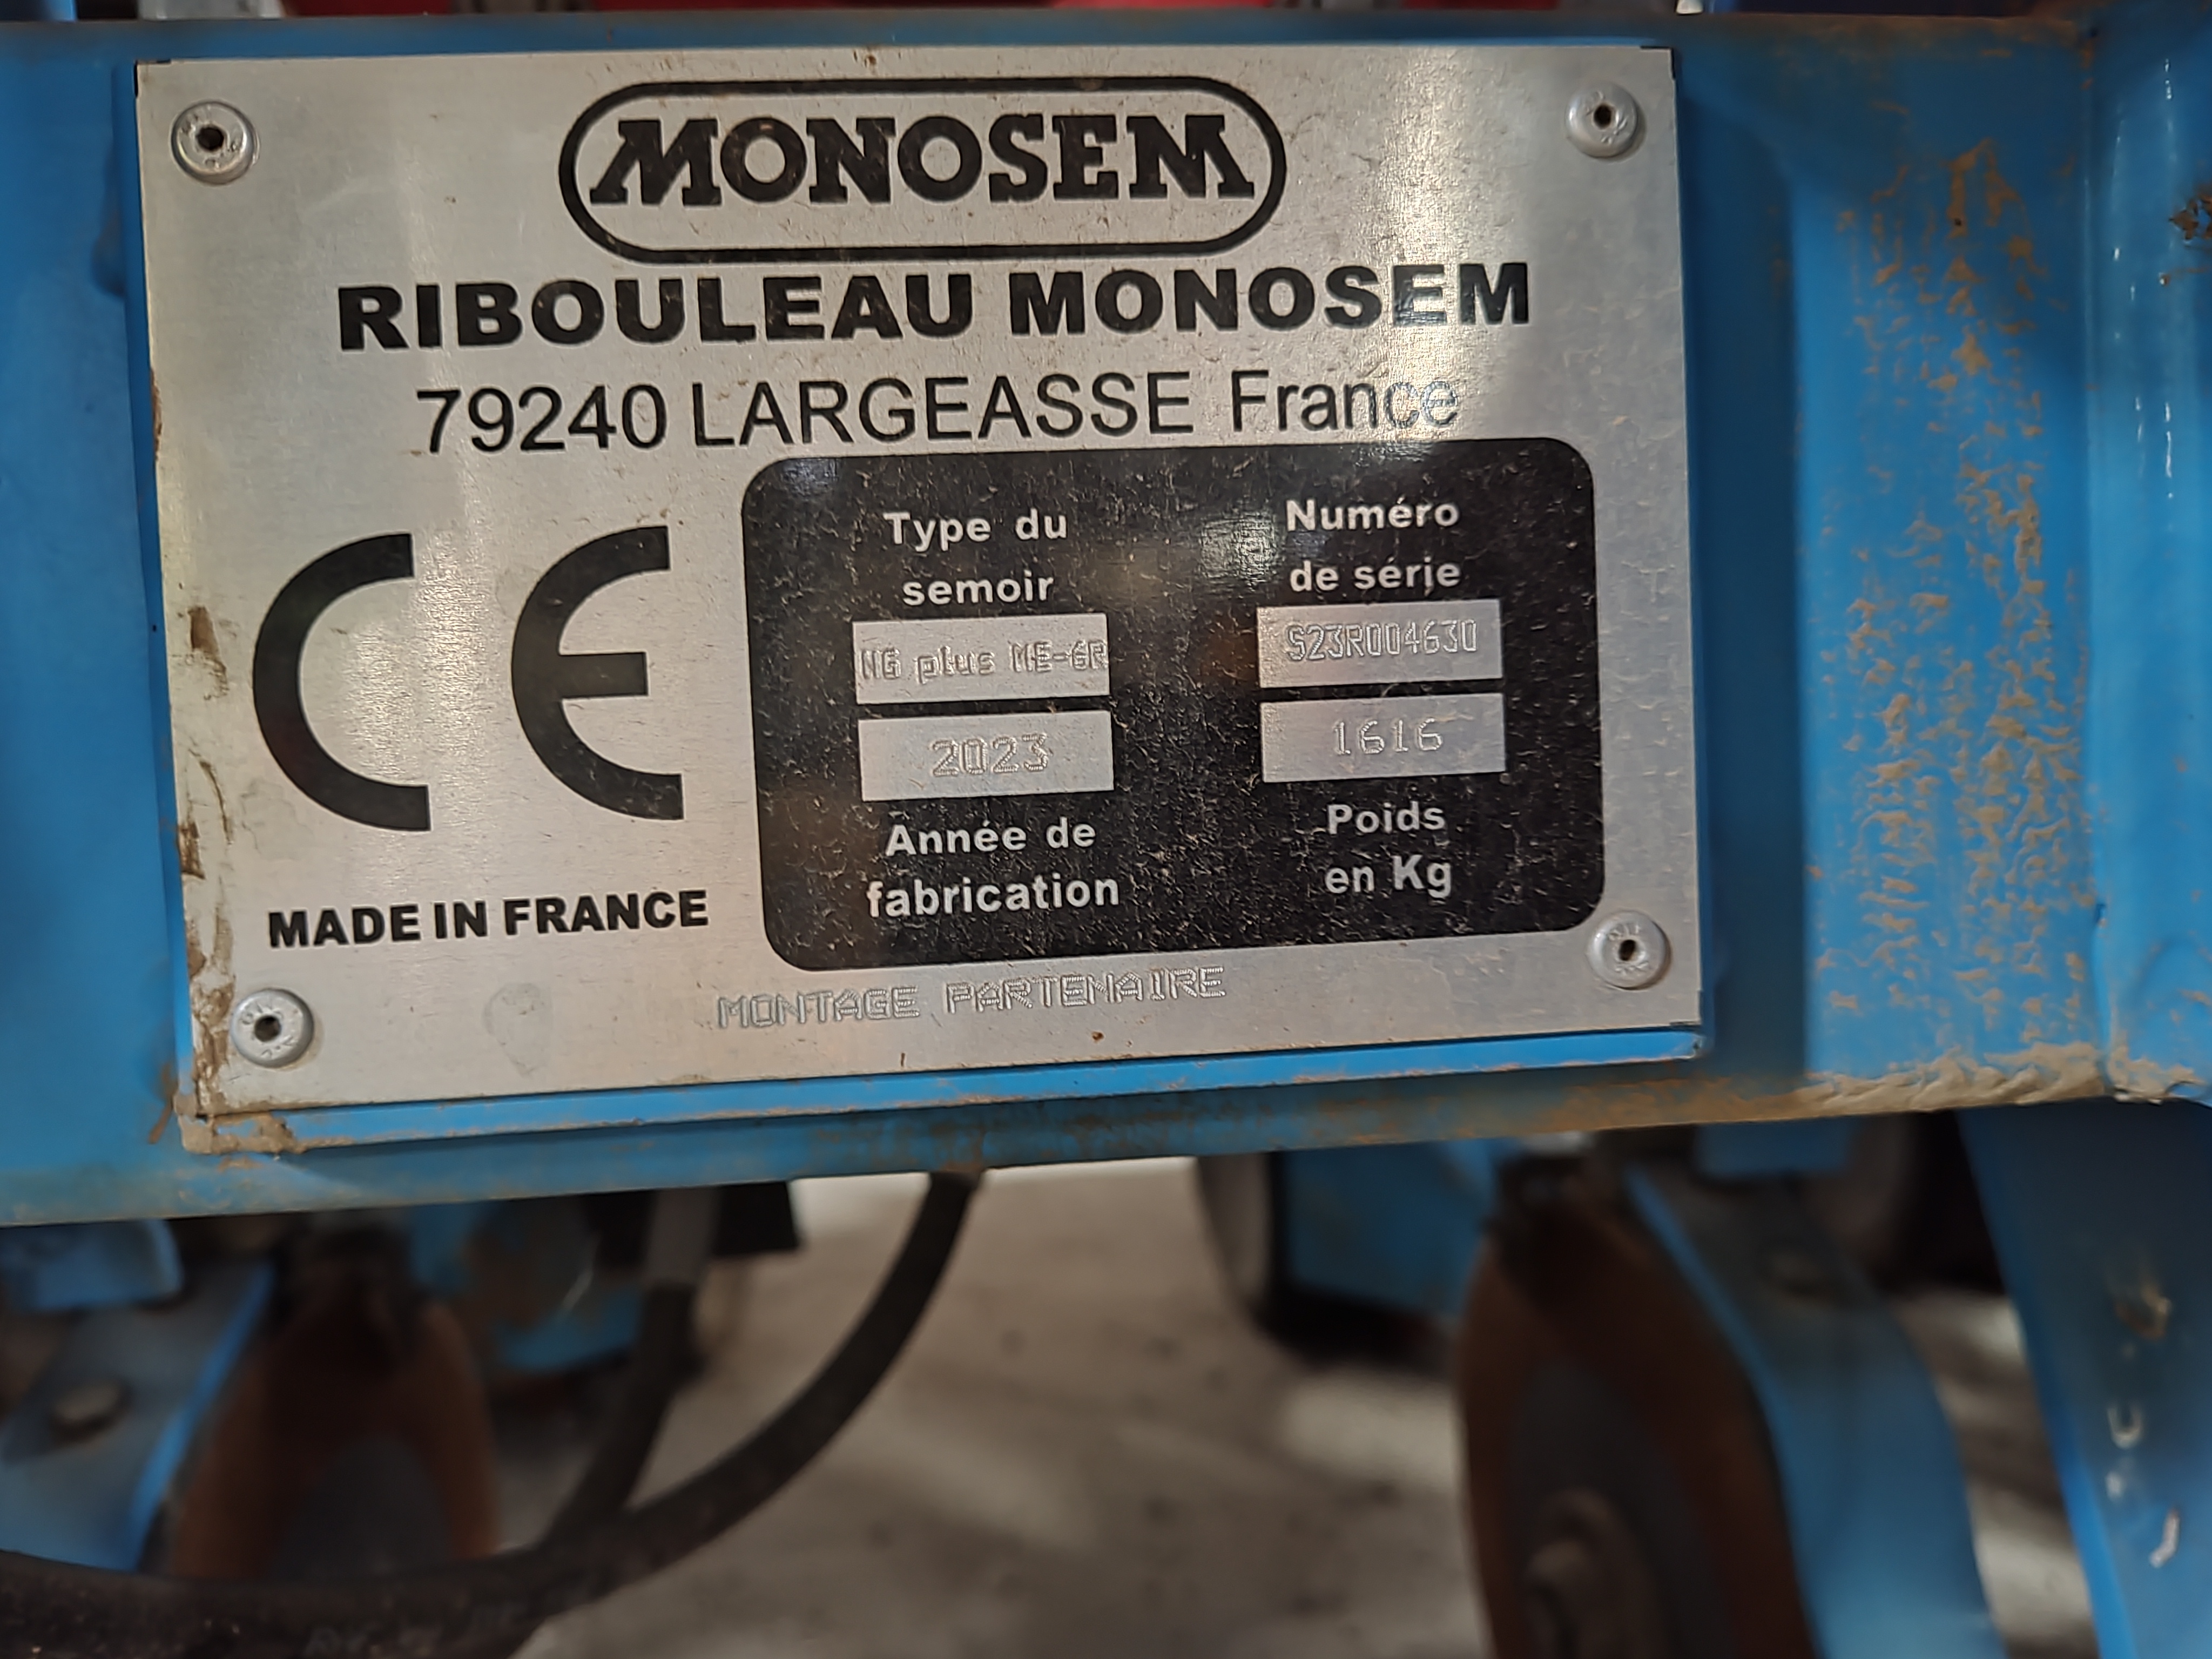 MONOSEM
RIBOULEAU MONOSEM
79240 LARGEASSE France
CE
Type du
semoir
NG plus ME-6R
2023
Année de
fabrication
Numéro
de série
S23R004630
1616
Poids
en Kg
MADE IN FRANCE
MONTAGE PARTENAIRE